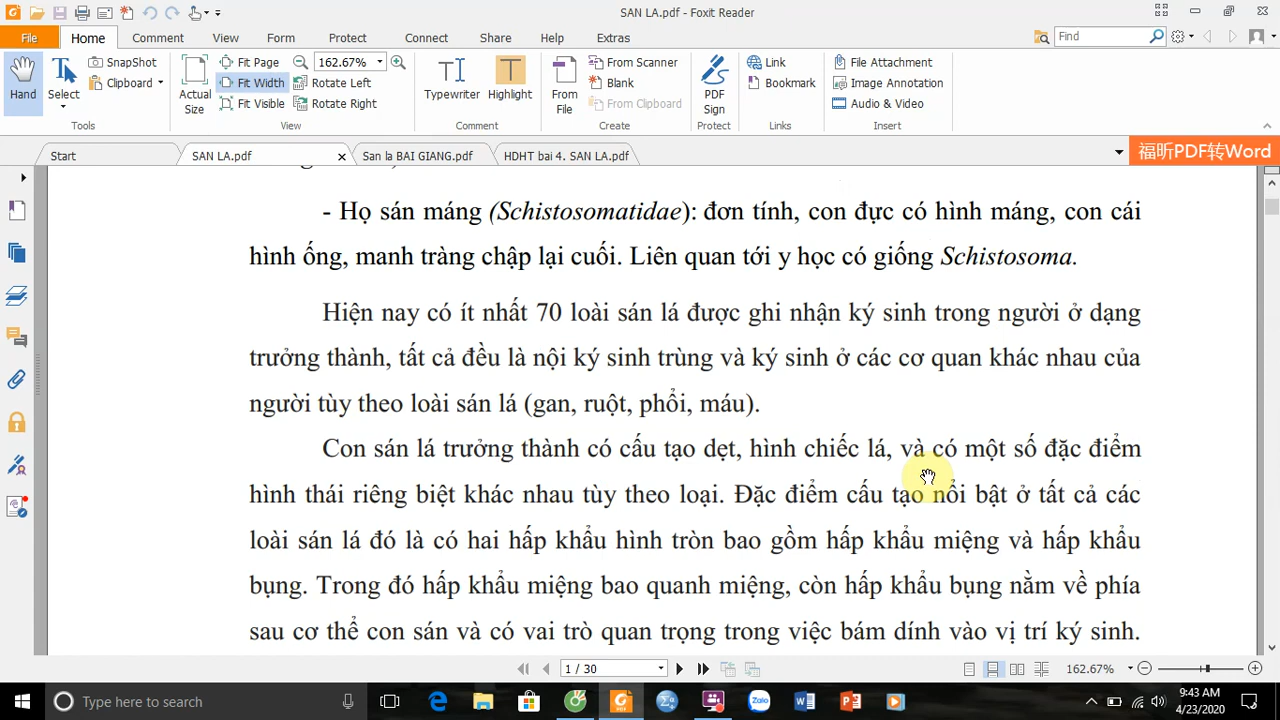 SAN LA.pdf - Foxit Reader
File Home Comment View Form Protect Connect Share Help Extras
Find
Hand
Select
SnapShot
Clipboard
Actual Size
Fit Page
Fit Width
Fit Visible
162.67%
Rotate Left
Rotate Right
Typewriter
Highlight
From File
From Scanner
Blank
From Clipboard
PDF Sign
Link
Bookmark
File Attachment
Image Annotation
Audio & Video
Tools View Comment Create Protect Links Insert
Start SAN LA.pdf San la BAI GIANG.pdf HDHT bai 4. SAN LA.pdf
福昕PDF转Word
- Họ sán máng (Schistosomatidae): đơn tính, con đực có hình máng, con cái
hình ống, manh tràng chập lại cuối. Liên quan tới y học có giống Schistosoma.
Hiện nay có ít nhất 70 loài sán lá được ghi nhận ký sinh trong người ở dạng
trưởng thành, tất cả đều là nội ký sinh trùng và ký sinh ở các cơ quan khác nhau của
người tùy theo loài sán lá (gan, ruột, phổi, máu).
Con sán lá trưởng thành có cấu tạo dẹt, hình chiếc lá, và có một số đặc điểm
hình thái riêng biệt khác nhau tùy theo loại. Đặc điểm cấu tạo nổi bật ở tất cả các
loài sán lá đó là có hai hấp khẩu hình tròn bao gồm hấp khẩu miệng và hấp khẩu
bụng. Trong đó hấp khẩu miệng bao quanh miệng, còn hấp khẩu bụng nằm về phía
sau cơ thể con sán và có vai trò quan trọng trong việc bám dính vào vị trí ký sinh.
1 / 30
162.67%
Type here to search
Zalo
9:43 AM
4/23/2020